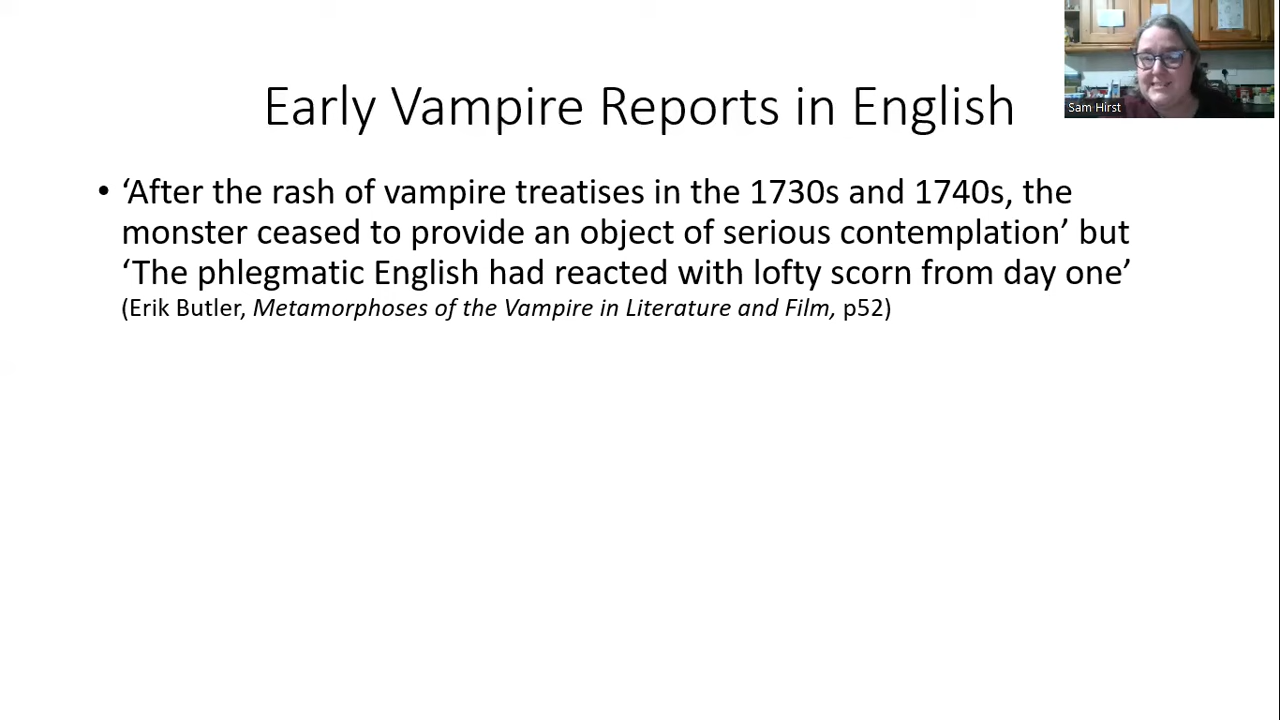 Early Vampire Reports in English
Sam Hirst
• ‘After the rash of vampire treatises in the 1730s and 1740s, the
monster ceased to provide an object of serious contemplation’ but
‘The phlegmatic English had reacted with lofty scorn from day one’
(Erik Butler, Metamorphoses of the Vampire in Literature and Film, p52)